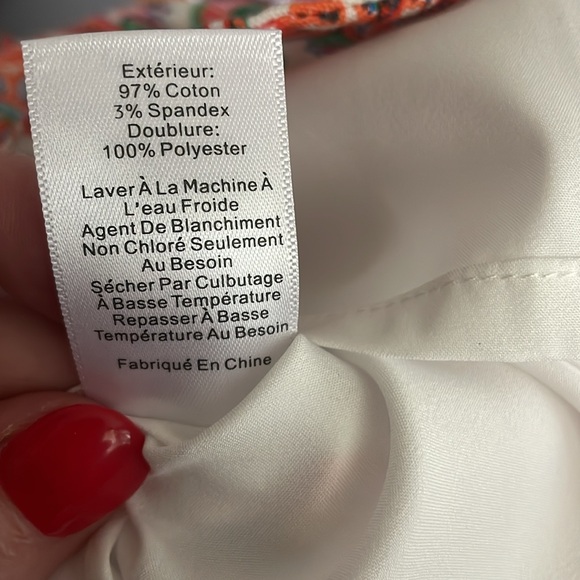 Extérieur:
97% Coton
3% Spandex
Doublure:
100% Polyester
Laver À La Machine À
L'eau Froide
Agent De Blanchiment
Non Chloré Seulement
Au Besoin
Sécher Par Culbutage
À Basse Température
Repasser À Basse
Température Au Besoin
Fabriqué En Chine